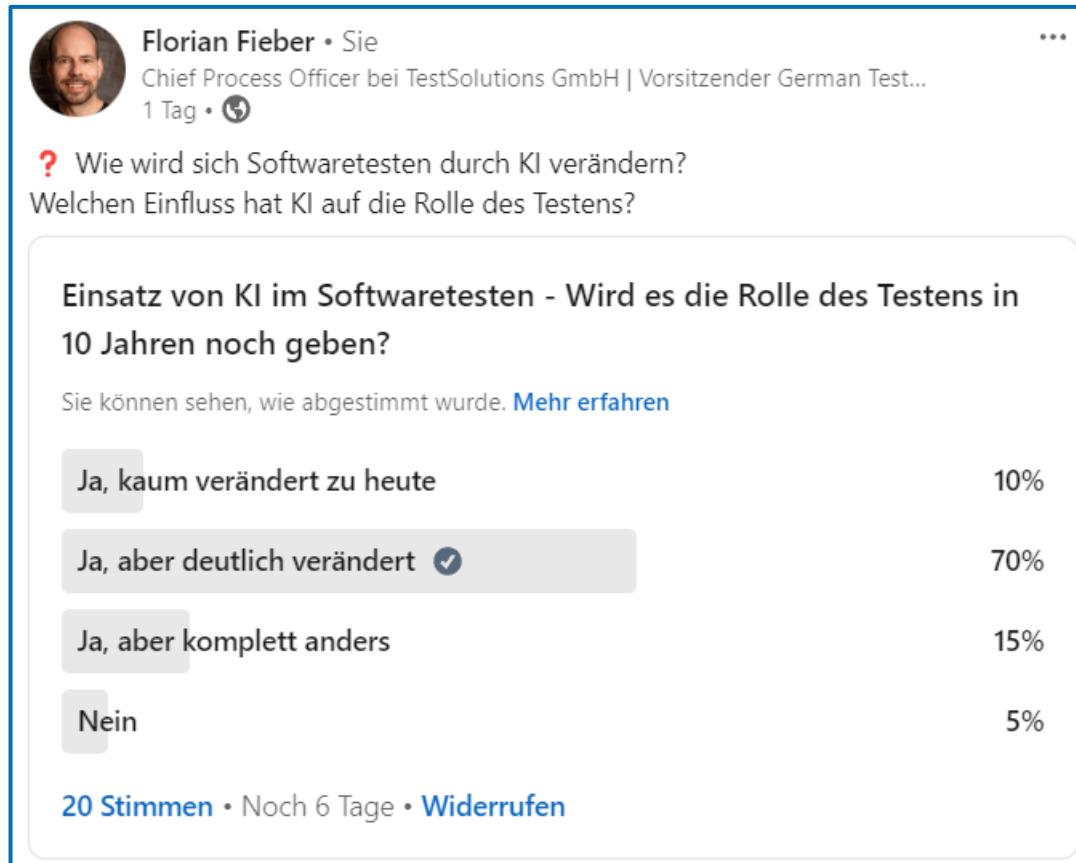 Florian Fieber • Sie
Chief Process Officer bei TestSolutions GmbH | Vorsitzender German Test...
1 Tag •
❓ Wie wird sich Softwaretesten durch KI verändern?
Welchen Einfluss hat KI auf die Rolle des Testens?
Einsatz von KI im Softwaretesten - Wird es die Rolle des Testens in
10 Jahren noch geben?
Sie können sehen, wie abgestimmt wurde. Mehr erfahren
Ja, kaum verändert zu heute 10%
Ja, aber deutlich verändert 70%
Ja, aber komplett anders 15%
Nein 5%
20 Stimmen • Noch 6 Tage • Widerrufen